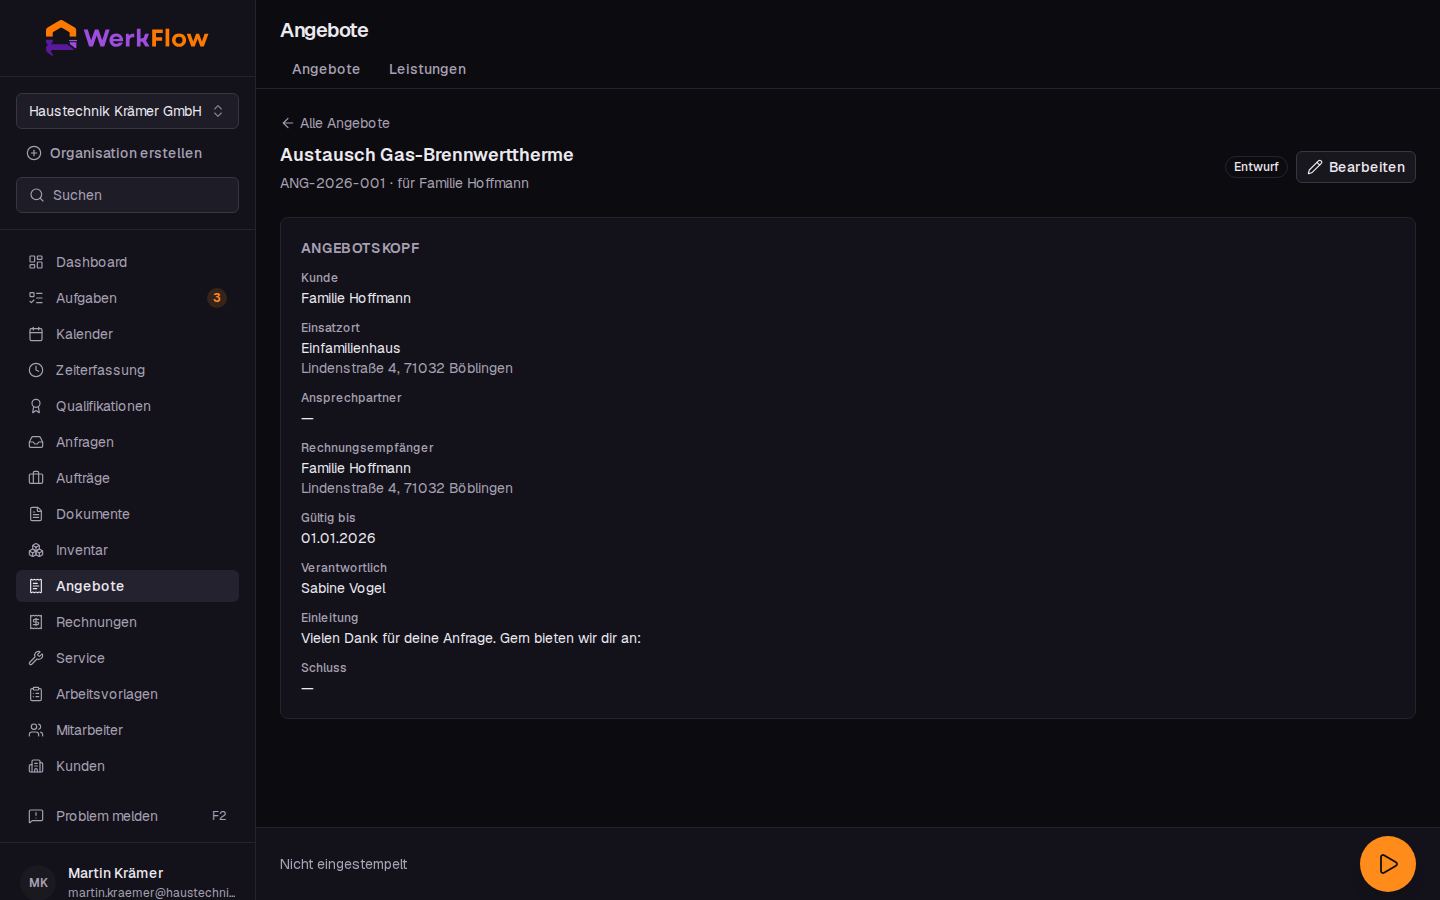 WerkFlow
Haustechnik Krämer GmbH
Organisation erstellen
Suchen
Dashboard
Aufgaben 3
Kalender
Zeiterfassung
Qualifikationen
Anfragen
Aufträge
Dokumente
Inventar
Angebote
Rechnungen
Service
Arbeitsvorlagen
Mitarbeiter
Kunden
Problem melden F2
MK
Martin Krämer
martin.kraemer@haustechni...
Angebote
Angebote Leistungen
Alle Angebote
Austausch Gas-Brennwerttherme
ANG-2026-001 · für Familie Hoffmann
Entwurf
Bearbeiten
ANGEBOTSKOPF
Kunde
Familie Hoffmann
Einsatzort
Einfamilienhaus
Lindenstraße 4, 71032 Böblingen
Ansprechpartner
—
Rechnungsempfänger
Familie Hoffmann
Lindenstraße 4, 71032 Böblingen
Gültig bis
01.01.2026
Verantwortlich
Sabine Vogel
Einleitung
Vielen Dank für deine Anfrage. Gern bieten wir dir an:
Schluss
—
Nicht eingestempelt